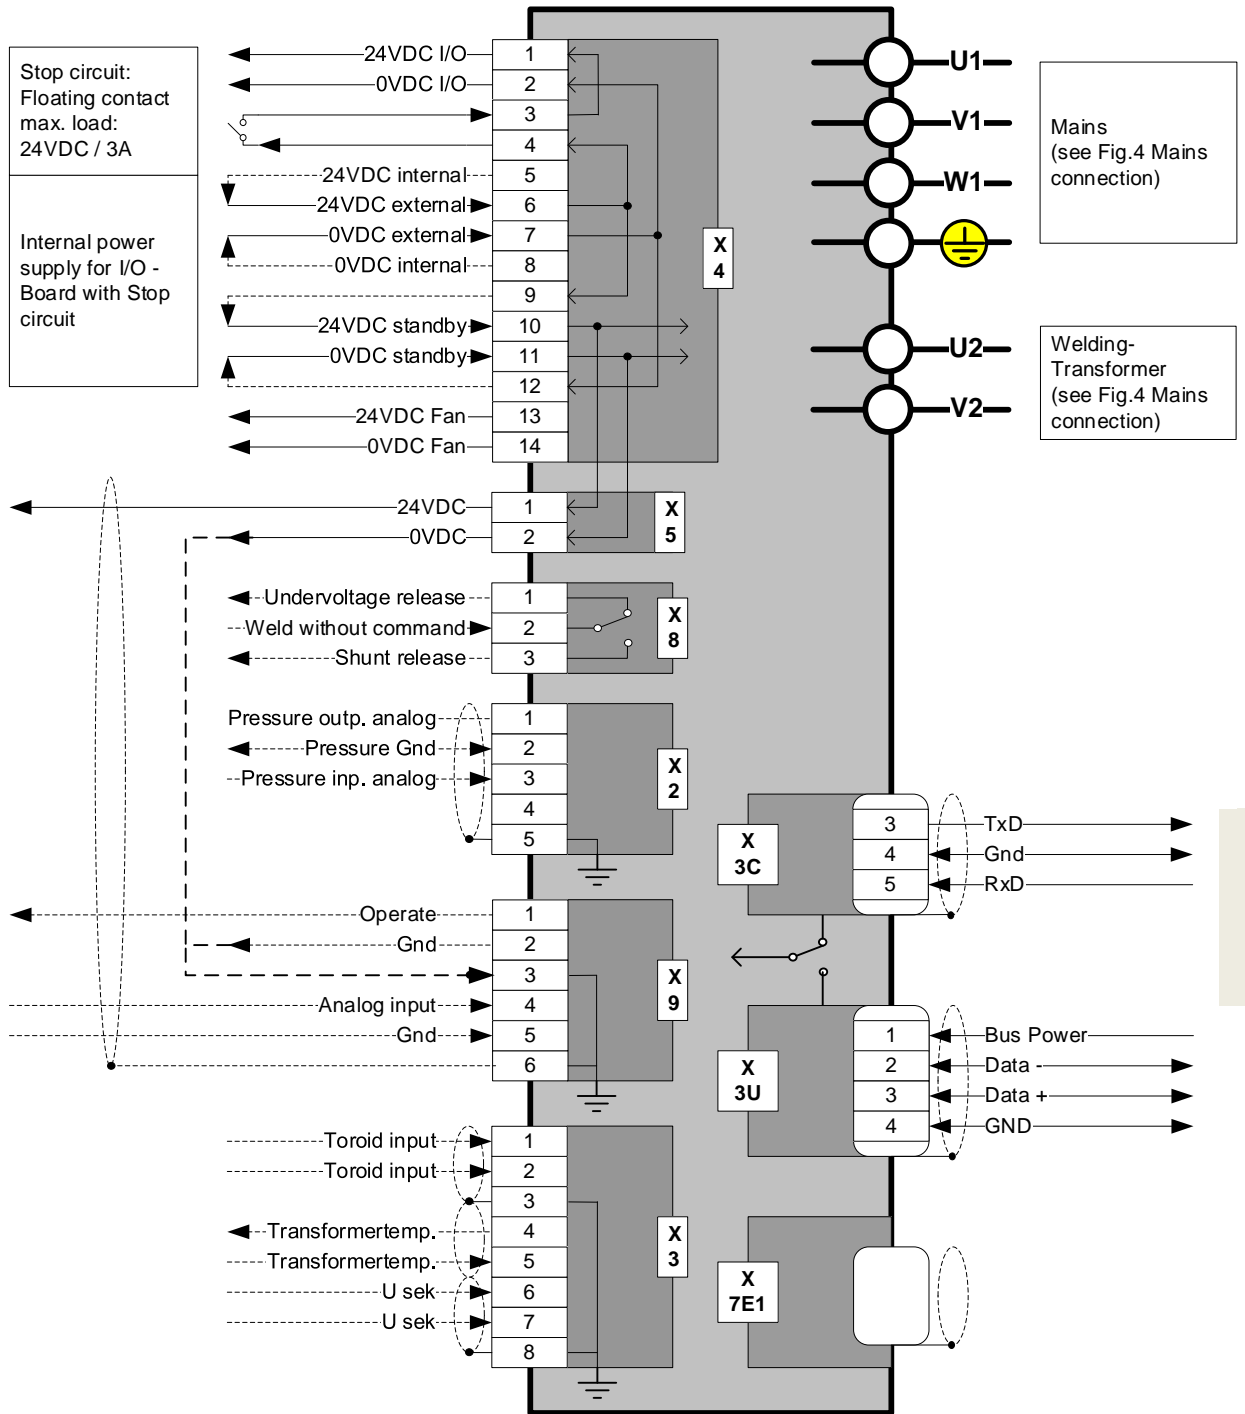 Stop circuit:
Floating contact
max. load:
24VDC / 3A
Internal power
supply for I/O -
Board with Stop
circuit
24VDC I/O 1
0VDC I/O 2
3
4
24VDC internal 5
24VDC external 6
0VDC external 7
0VDC internal 8
9
24VDC standby 10
0VDC standby 11
12
24VDC Fan 13
0VDC Fan 14
X
4
24VDC 1
0VDC 2
X
5
Undervoltage release 1
Weld without command 2
Shunt release 3
X
8
Pressure outp. analog 1
Pressure Gnd 2
Pressure inp. analog 3
4
5
X
2
Operate 1
Gnd 2
3
Analog input 4
Gnd 5
6
X
9
Toroid input 1
Toroid input 2
3
Transformertemp. 4
Transformertemp. 5
U sek 6
U sek 7
8
X
3
U1
V1
W1
Mains
(see Fig.4 Mains
connection)
U2
V2
Welding-
Transformer
(see Fig.4 Mains
connection)
X
3C
3 TxD
4 Gnd
5 RxD
X
3U
1 Bus Power
2 Data -
3 Data +
4 GND
X
7E1